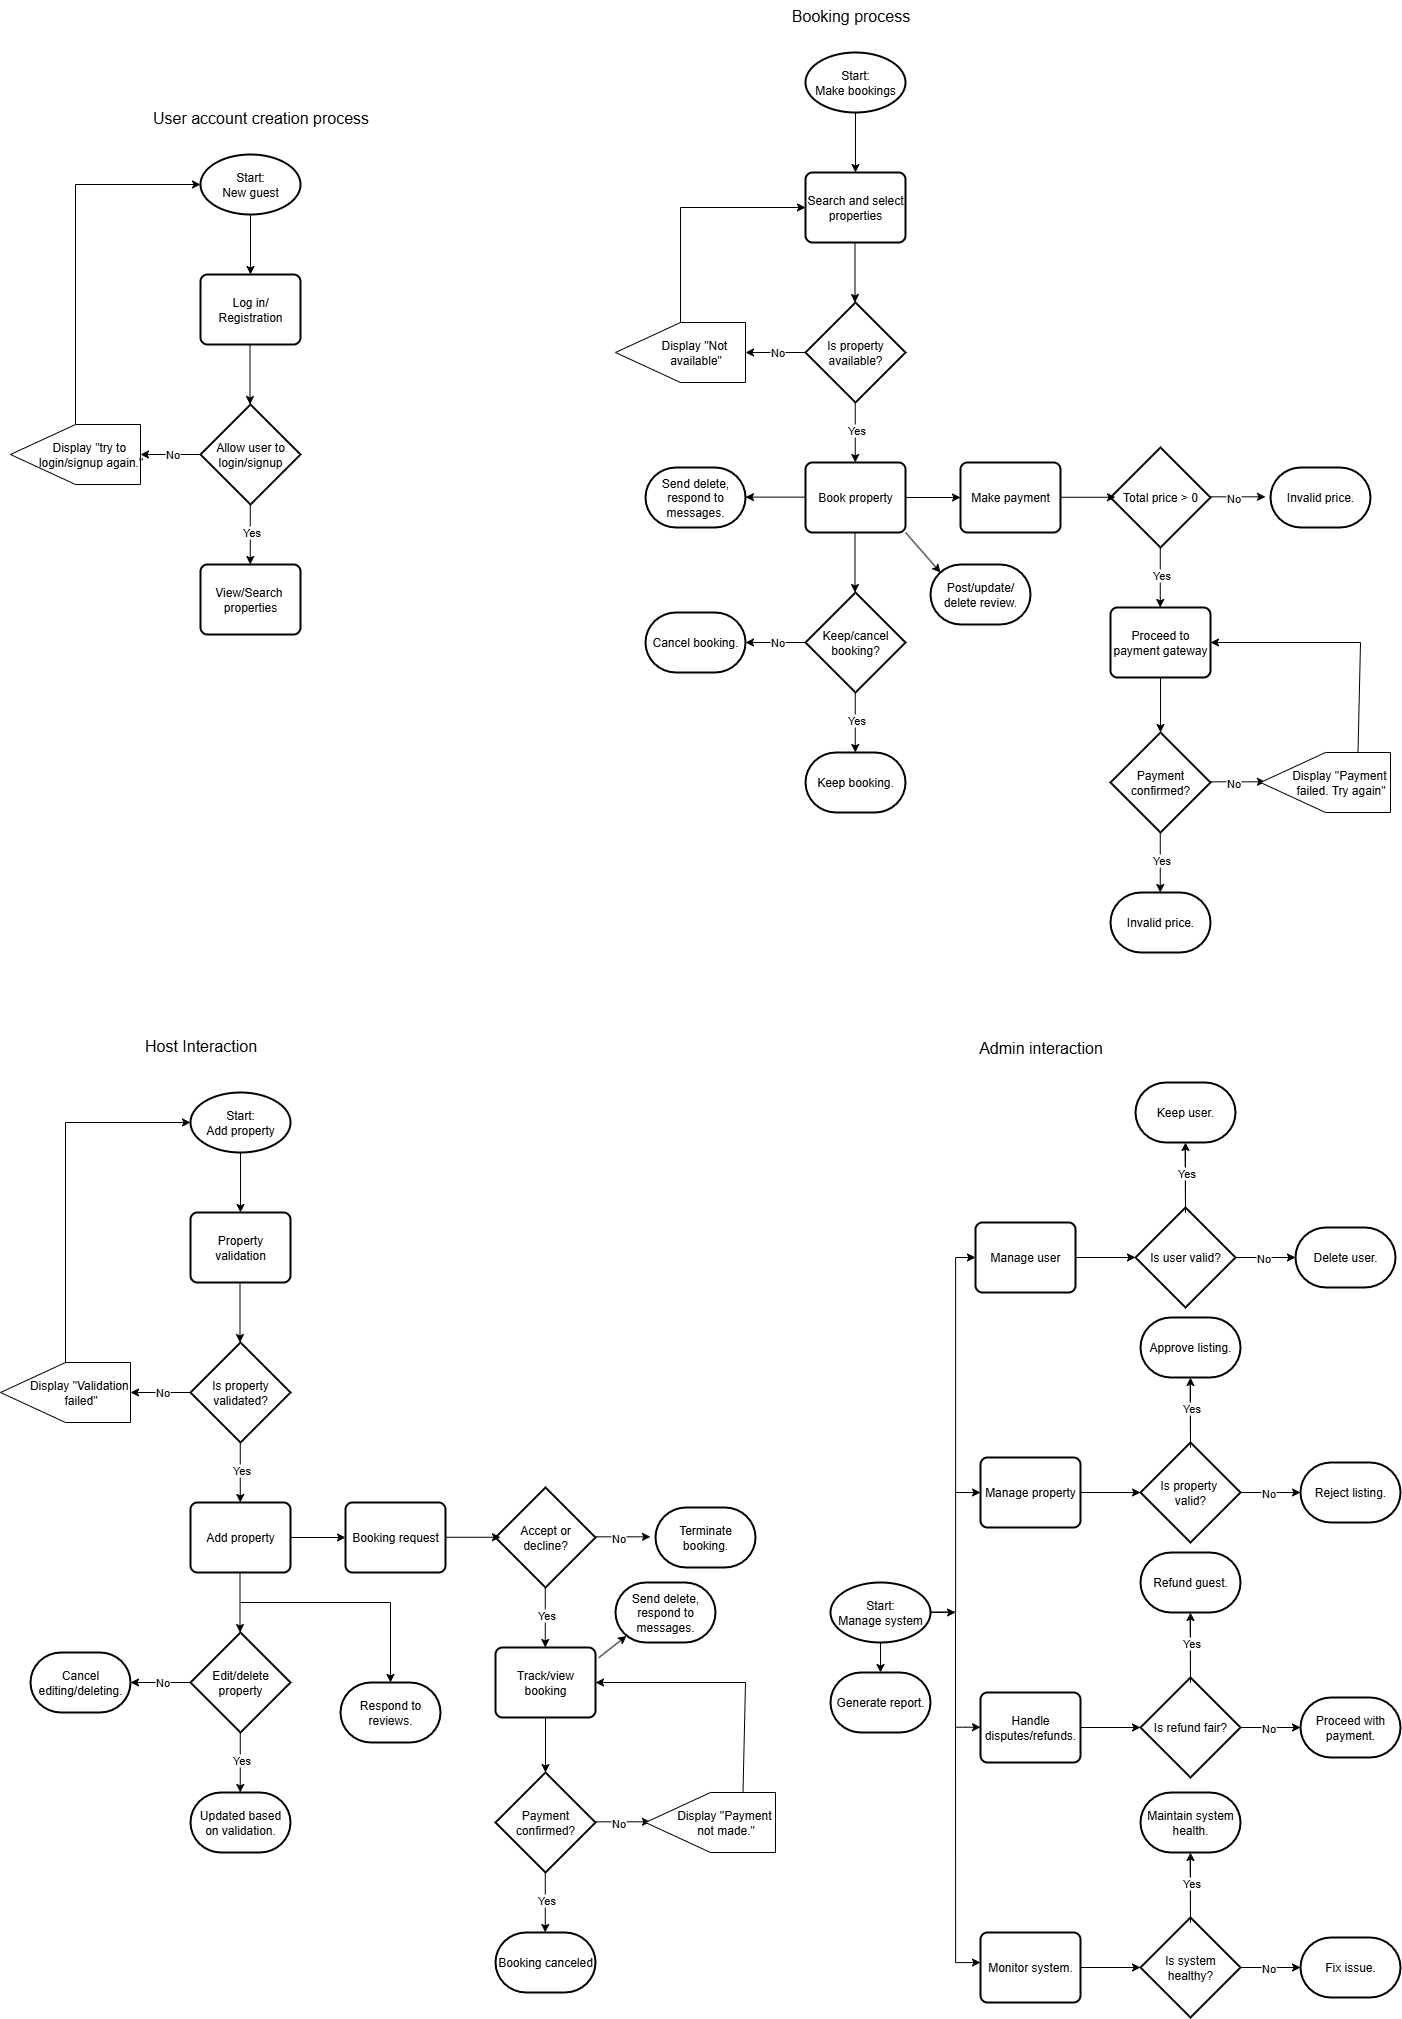 Booking process
Start:
Make bookings
Search and select
properties
Is property
available?
No
Display "Not
available"
Yes
Book property
Send delete,
respond to
messages.
Make payment
Total price > 0
No
Invalid price.
Post/update/
delete review.
Keep/cancel
booking?
No
Cancel booking.
Yes
Keep booking.
Yes
Proceed to
payment gateway
Payment
confirmed?
No
Display "Payment
failed. Try again"
Yes
Invalid price.
User account creation process
Start:
New guest
Log in/
Registration
Allow user to
login/signup
No
Display "try to
login/signup again."
Yes
View/Search
properties
Host Interaction
Start:
Add property
Property
validation
Is property
validated?
No
Display "Validation
failed"
Yes
Add property
Booking request
Accept or
decline?
No
Terminate
booking.
Yes
Send delete,
respond to
messages.
Track/view
booking
Edit/delete
property
No
Cancel
editing/deleting.
Respond to
reviews.
Yes
Updated based
on validation.
Payment
confirmed?
No
Display "Payment
not made."
Yes
Booking canceled
Admin interaction
Start:
Manage system
Generate report.
Manage user
Is user valid?
Yes
Keep user.
No
Delete user.
Manage property
Is property
valid?
Yes
Approve listing.
No
Reject listing.
Handle
disputes/refunds.
Is refund fair?
Yes
Refund guest.
No
Proceed with
payment.
Monitor system.
Is system
healthy?
Yes
Maintain system
health.
No
Fix issue.